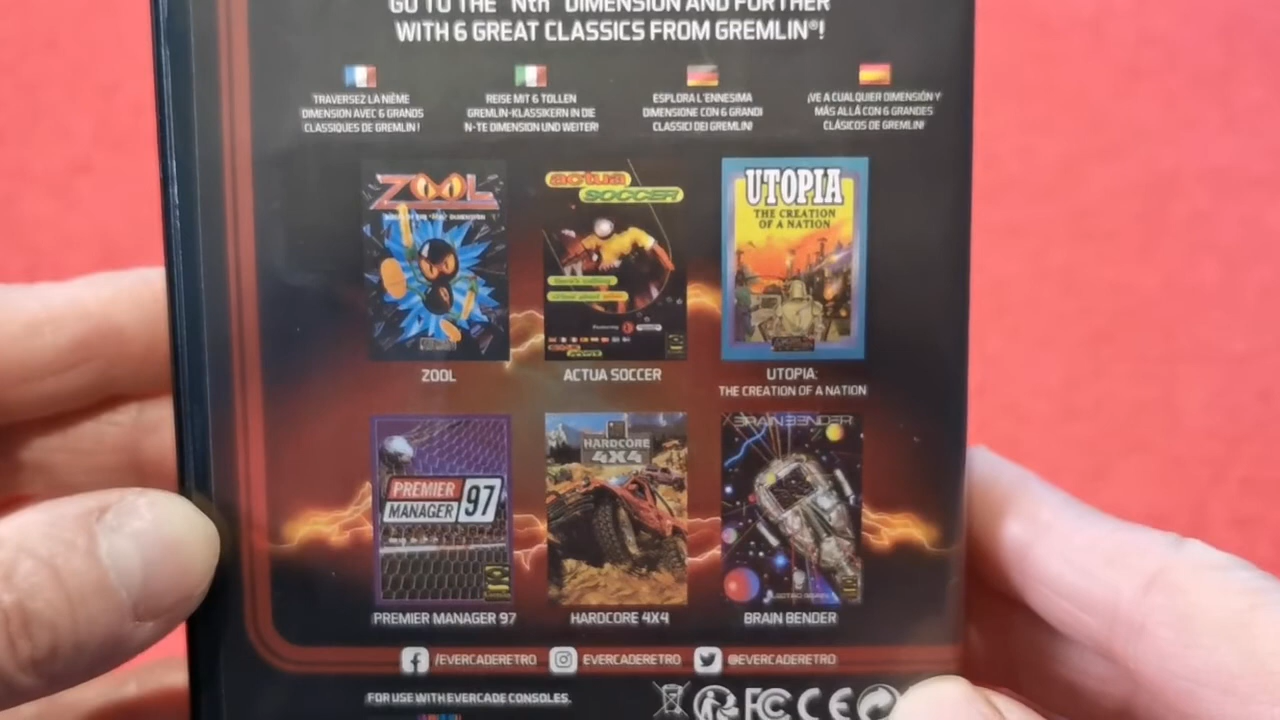 GO TO THE "Nth" DIMENSION AND FURTHER
WITH 6 GREAT CLASSICS FROM GREMLIN®!
TRAVERSEZ LA NIÈME
DIMENSION AVEC 6 GRANDS
CLASSIQUES DE GREMLIN !
REISE MIT 6 TOLLEN
GREMLIN-KLASSIKERN IN DIE
N-TE DIMENSION UND WEITER!
ESPLORA L'ENNESIMA
DIMENSIONE CON 6 GRANDI
CLASSICI DEI GREMLIN!
¡VE A CUALQUIER DIMENSIÓN Y
MÁS ALLÁ CON 6 GRANDES
CLÁSICOS DE GREMLIN!
ZOOL
actua
SOCCER
UTOPIA
THE CREATION
OF A NATION
ZOOL
ACTUA SOCCER
UTOPIA:
THE CREATION OF A NATION
PREMIER
MANAGER 97
HARDCORE
4X4
BRAIN BENDER
PREMIER MANAGER 97
HARDCORE 4X4
BRAIN BENDER
/EVERCADERETRO
EVERCADERETRO
@EVERCADERETRO
FOR USE WITH EVERCADE CONSOLES.
FC CE